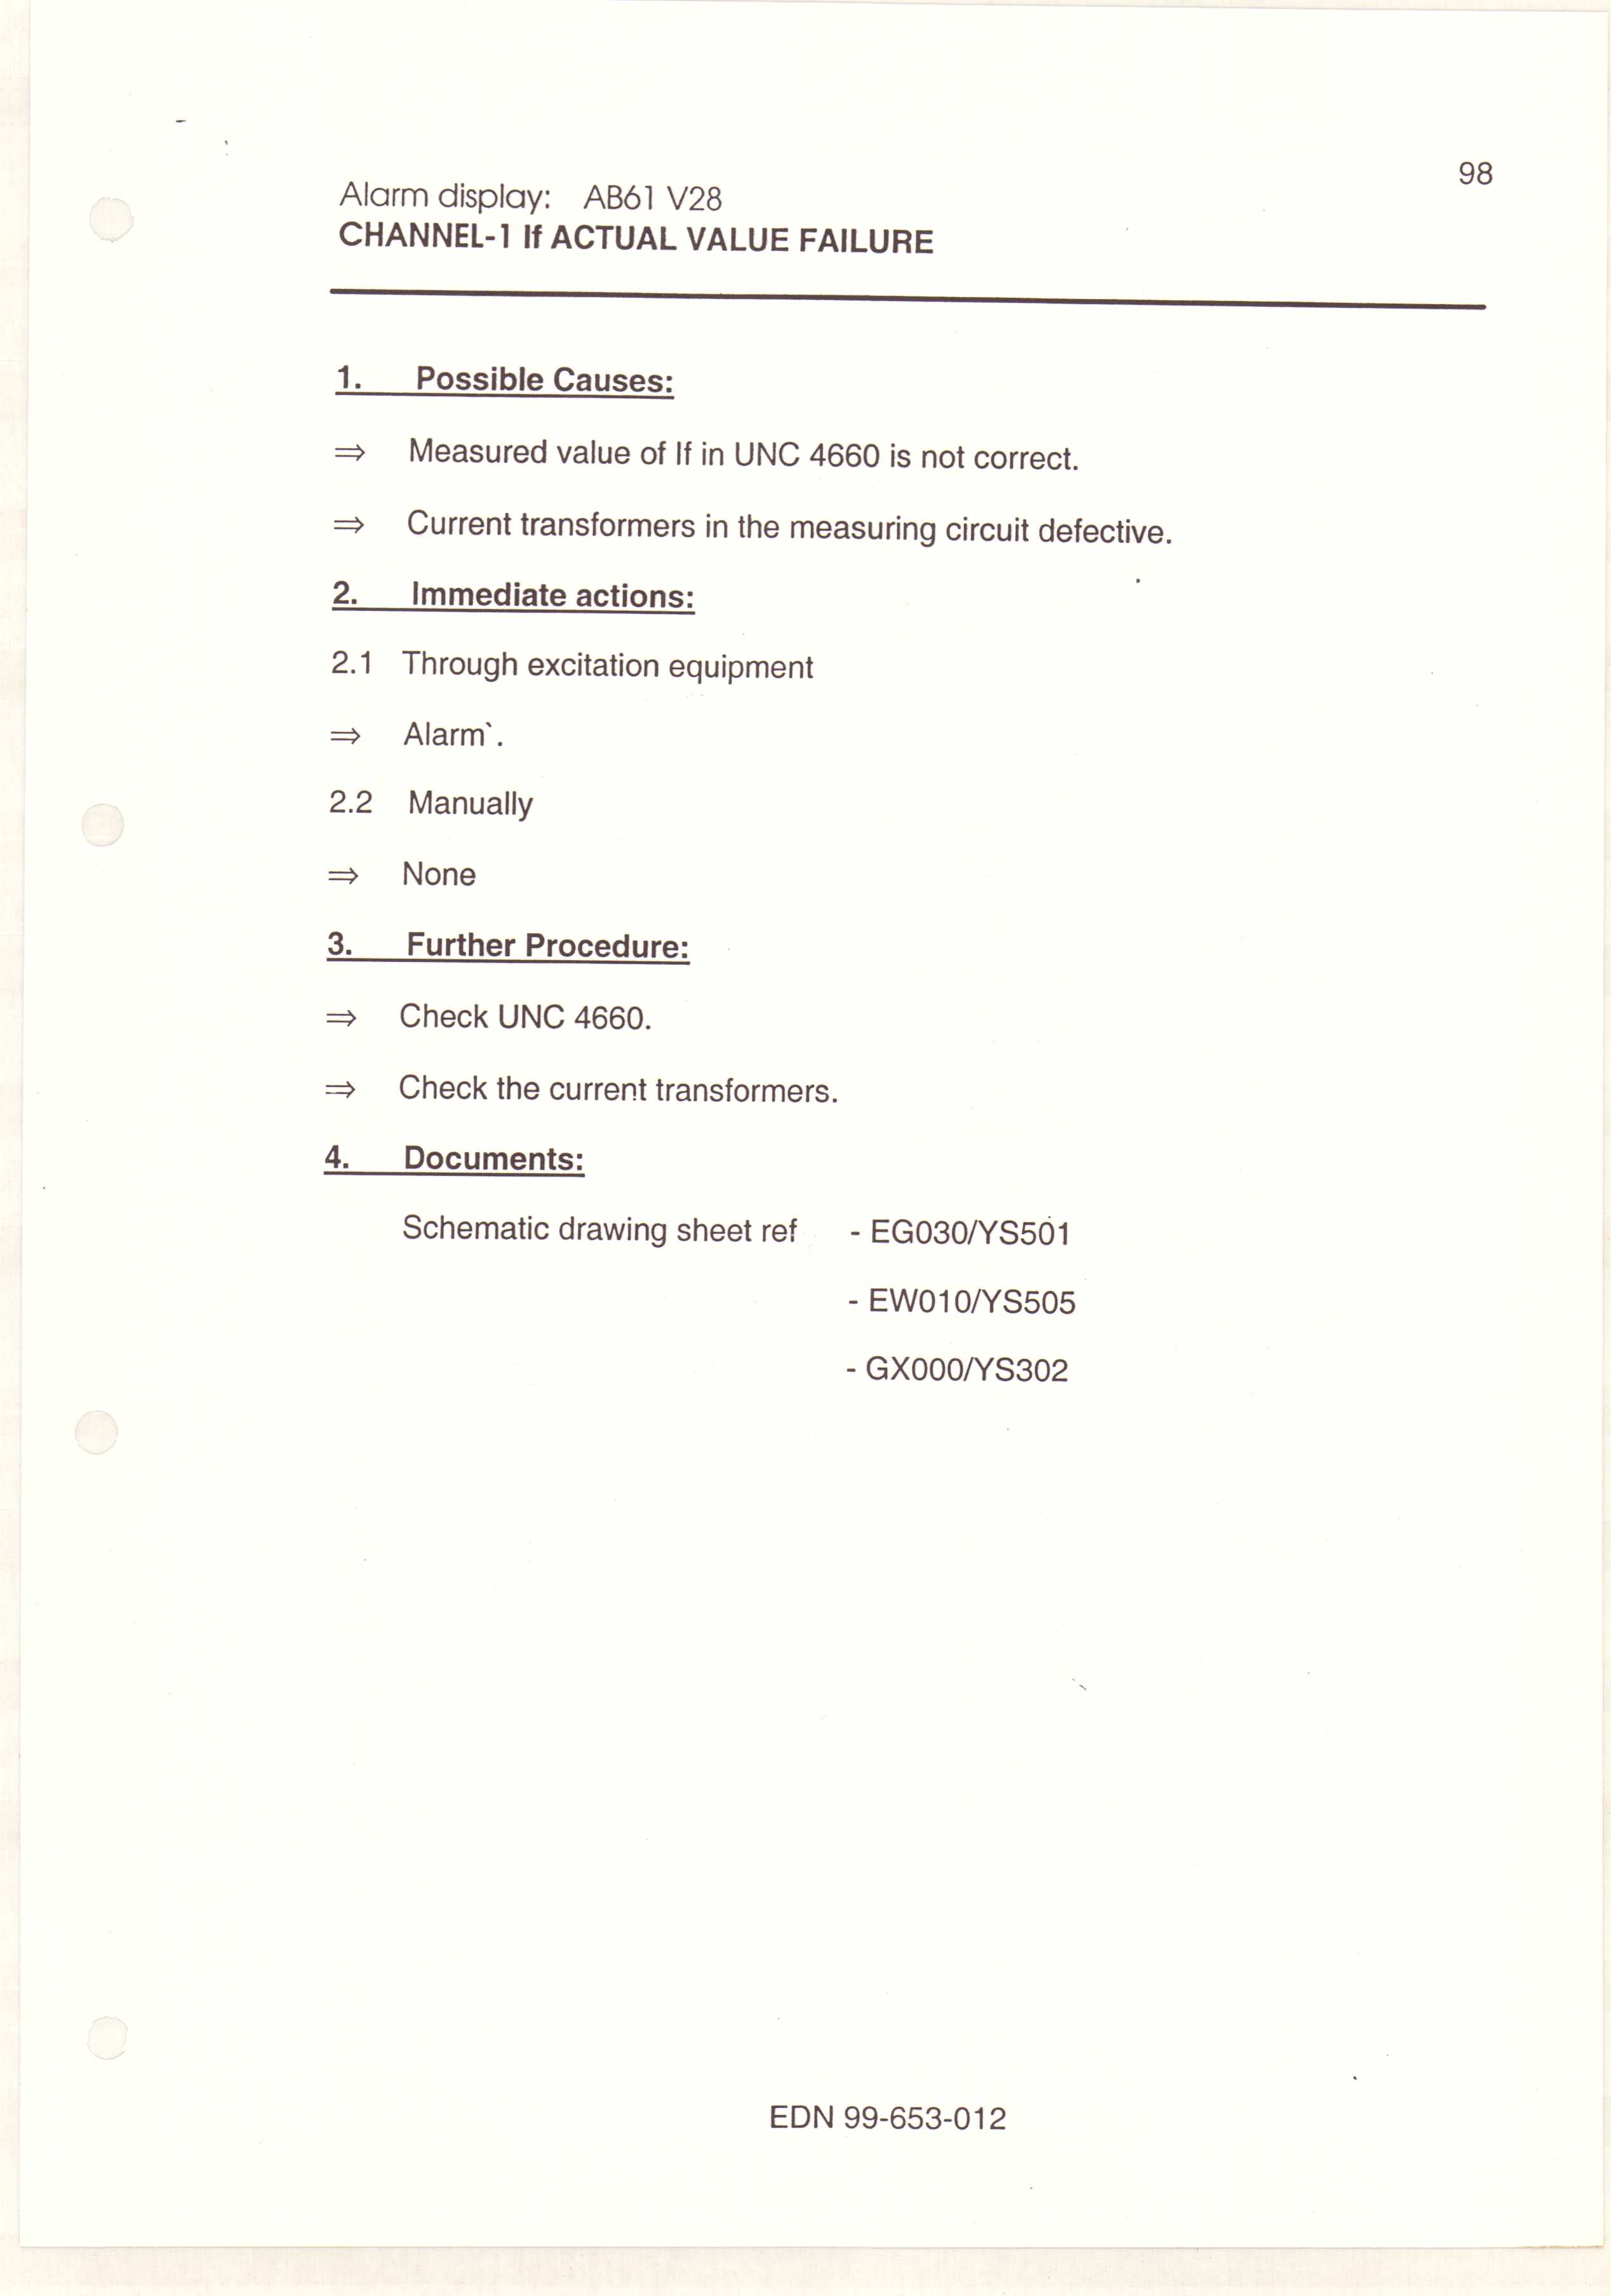 98
Alarm display: AB61 V28
CHANNEL-1 If ACTUAL VALUE FAILURE
1. Possible Causes:
⇒ Measured value of If in UNC 4660 is not correct.
⇒ Current transformers in the measuring circuit defective.
2. Immediate actions:
2.1 Through excitation equipment
⇒ Alarm`.
2.2 Manually
⇒ None
3. Further Procedure:
⇒ Check UNC 4660.
⇒ Check the current transformers.
4. Documents:
Schematic drawing sheet ref - EG030/YS501
- EW010/YS505
- GX000/YS302
EDN 99-653-012